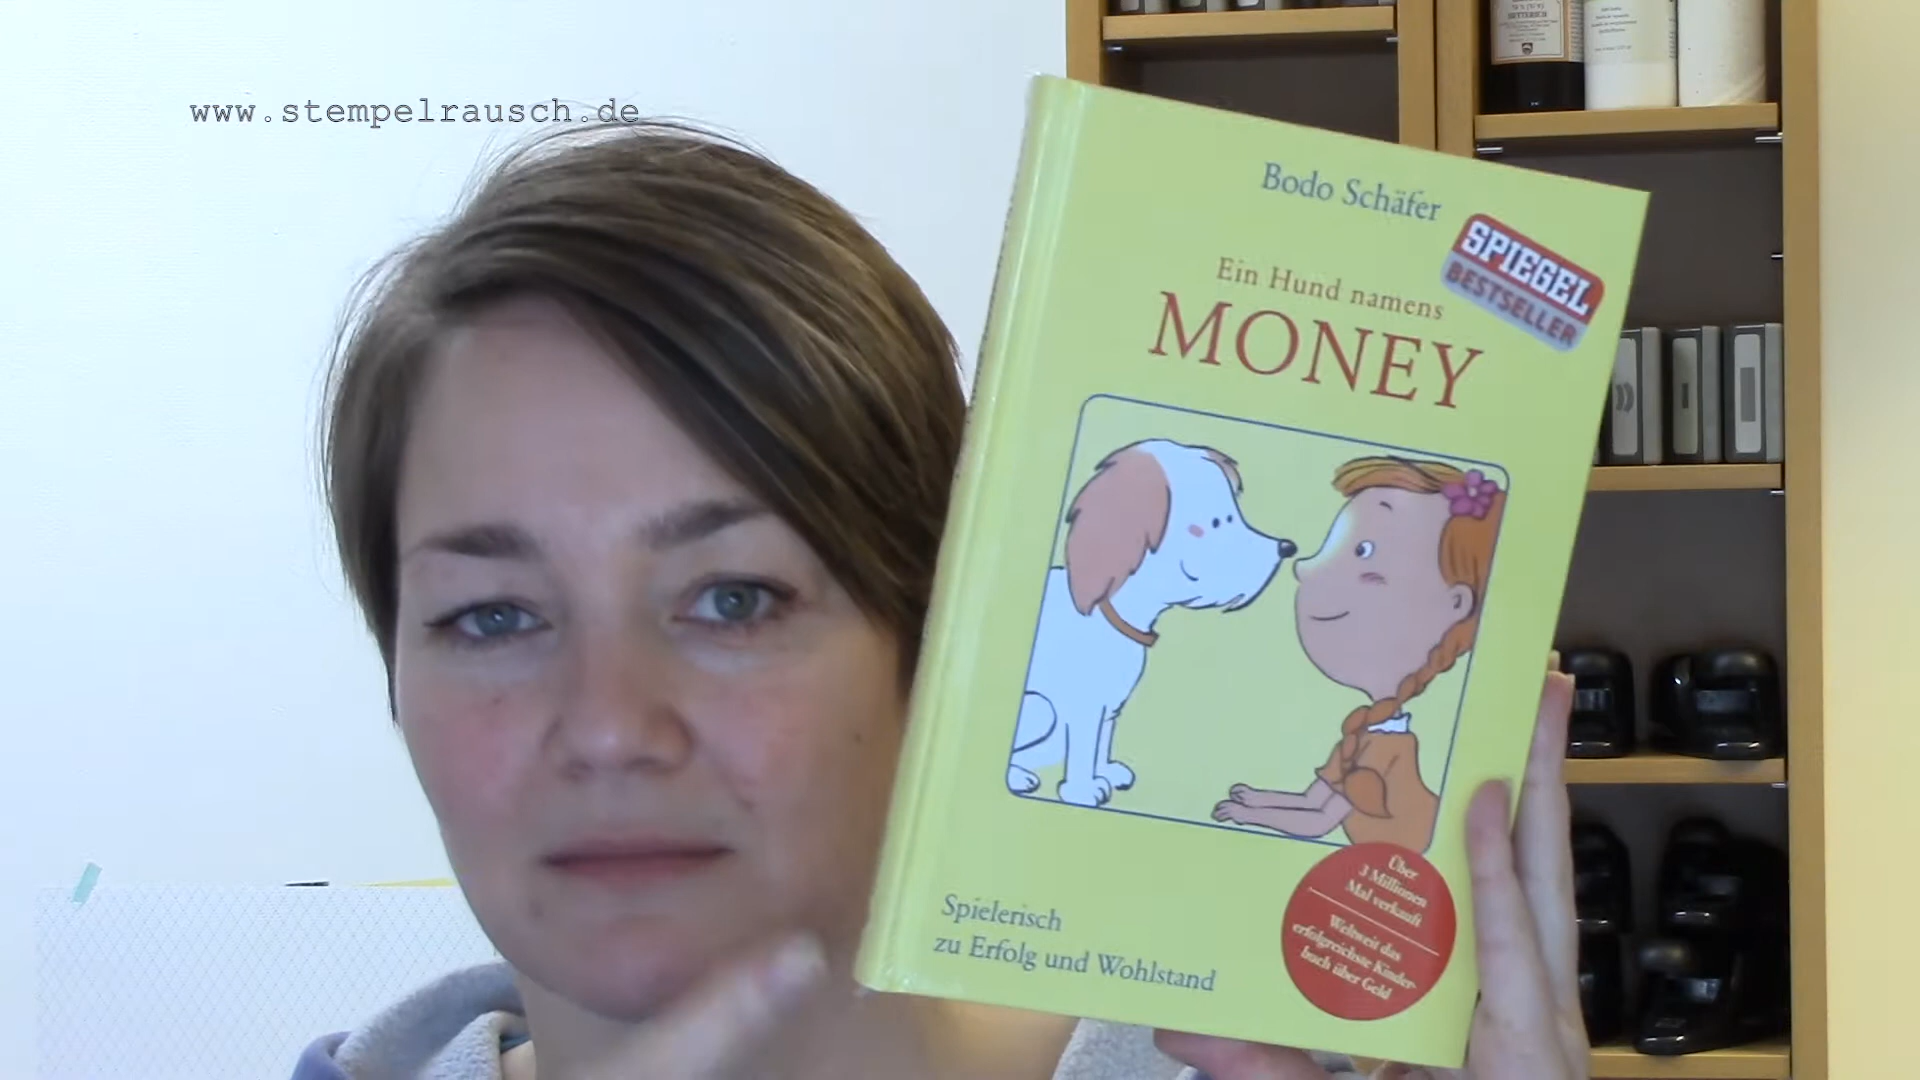 www.stempelrausch.de
Bodo Schäfer
SPIEGEL
BESTSELLER
Ein Hund namens
MONEY
Spielerisch
zu Erfolg und Wohlstand
Über
3 Millionen
Mal verkauft
Weltweit das
erfolgreichste Kinder-
buch über Geld